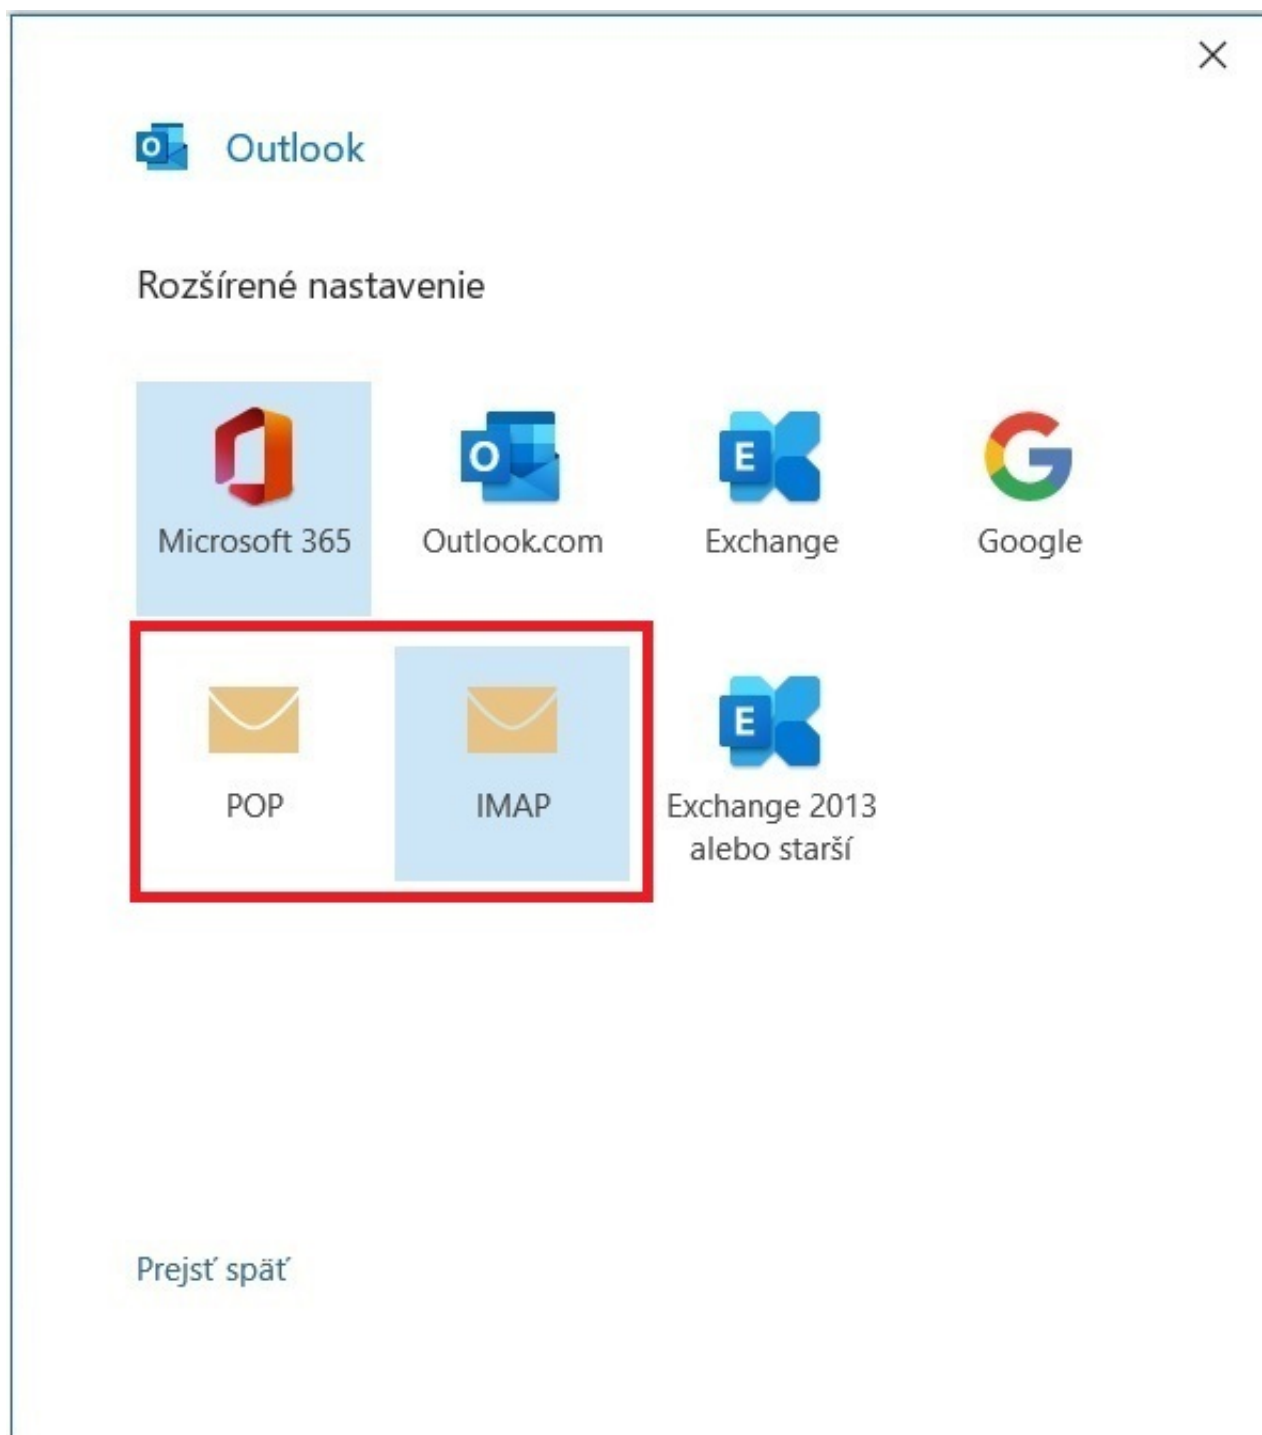 Outlook
Rozšírené nastavenie
Microsoft 365
Outlook.com
Exchange
Google
POP
IMAP
Exchange 2013
alebo starší
Prejsť späť